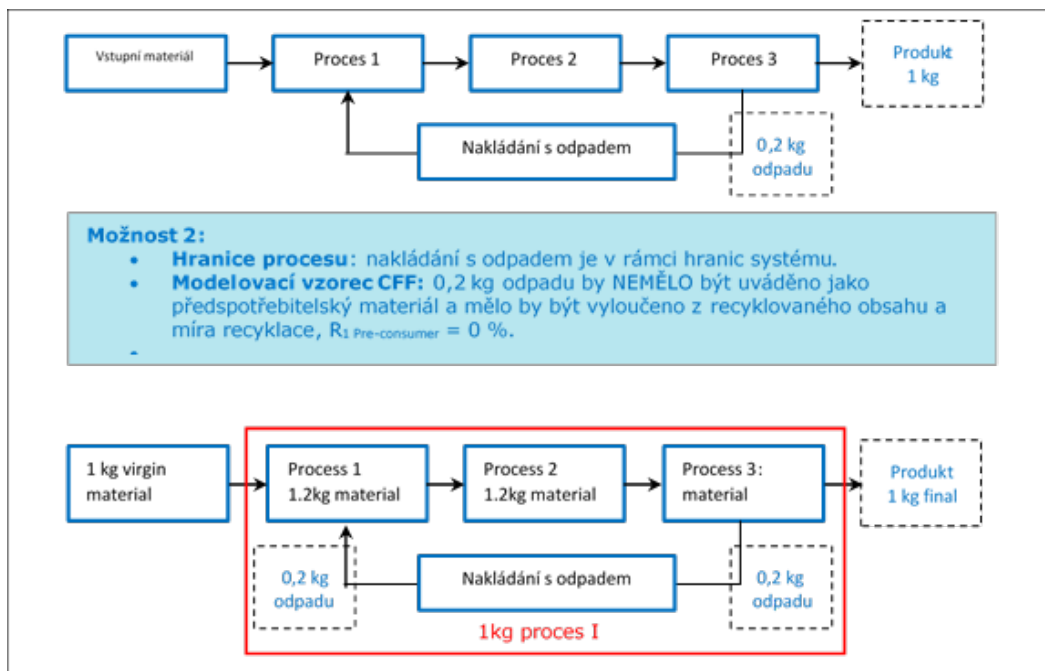 Vstupní materiál
Proces 1
Proces 2
Proces 3
Produkt
1 kg
Nakládání s odpadem
0,2 kg
odpadu
Možnost 2:
• Hranice procesu: nakládání s odpadem je v rámci hranic systému.
• Modelovací vzorec CFF: 0,2 kg odpadu by NEMĚLO být uváděno jako
předspotřebitelský materiál a mělo by být vyloučeno z recyklovaného obsahu a
míra recyklace, R1 Pre-consumer = 0 %.
1 kg virgin
material
Process 1
1.2kg material
Process 2
1.2kg material
Process 3:
material
Produkt
1 kg final
0,2 kg
odpadu
Nakládání s odpadem
0,2 kg
odpadu
1kg proces I